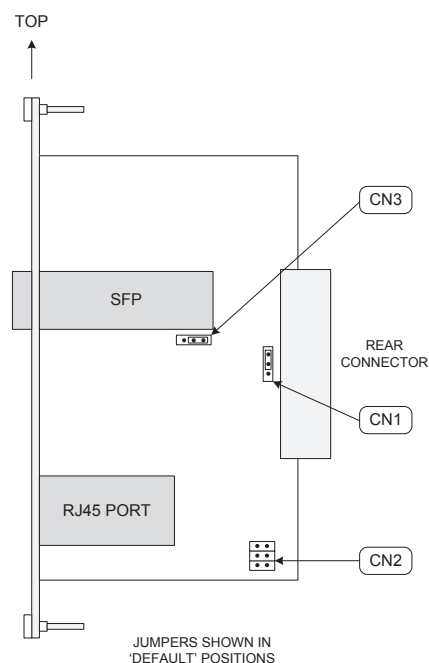 TOP
CN3
SFP
REAR
CONNECTOR
CN1
RJ45 PORT
CN2
JUMPERS SHOWN IN
'DEFAULT' POSITIONS